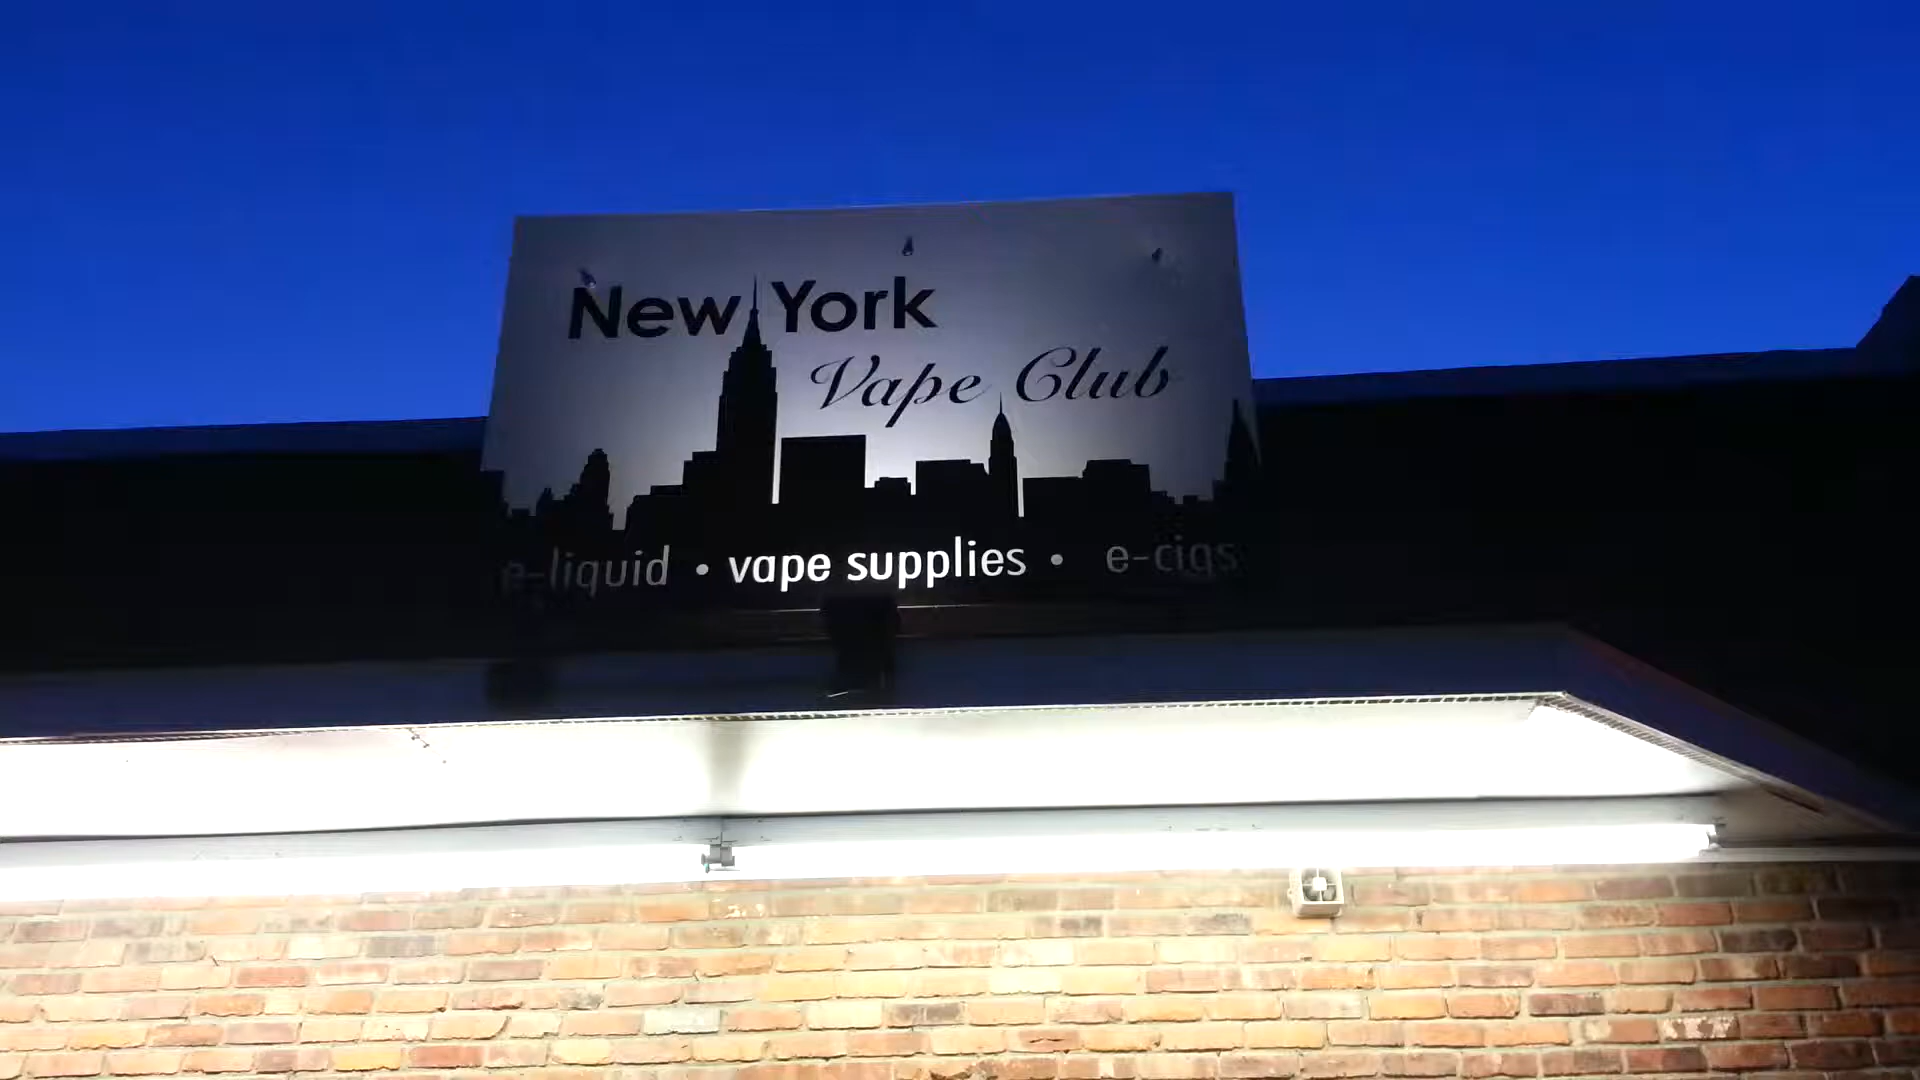 New York
Vape Club
e-liquid • vape supplies • e-cigs